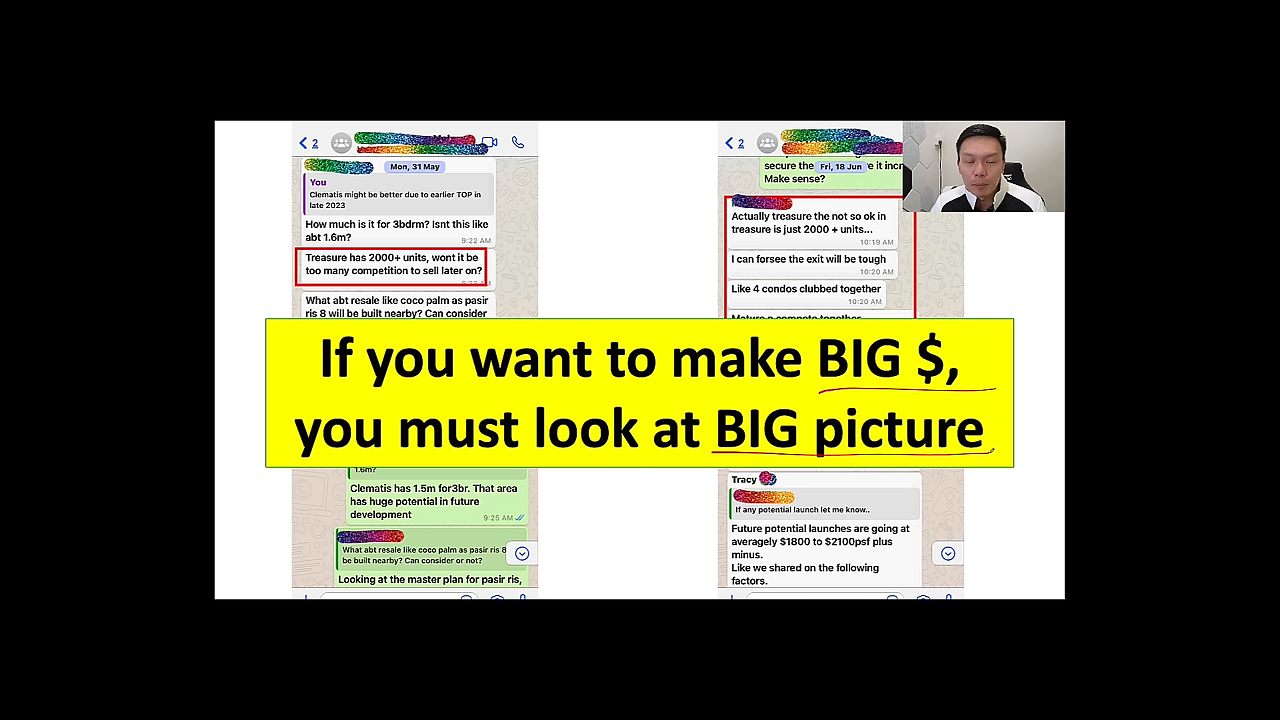 2
Mon, 31 May
You
Clematis might be better due to earlier TOP in
late 2023
How much is it for 3bdrm? Isnt this like
abt 1.6m?
9:22 AM
Treasure has 2000+ units, wont it be
too many competition to sell later on?
What abt resale like coco palm as pasir
ris 8 will be built nearby? Can consider
2
secure the
Fri, 18 Jun
e it incr
Make sense?
Actually treasure the not so ok in
treasure is just 2000 + units...
10:19 AM
I can forsee the exit will be tough
10:20 AM
Like 4 condos clubbed together
10:20 AM
If you want to make BIG $,
you must look at BIG picture
1.6m?
Clematis has 1.5m for3br. That area
has huge potential in future
development
9:25 AM
What abt resale like coco palm as pasir ris 8
be built nearby? Can consider or not?
Looking at the master plan for pasir ris,
Tracy
If any potential launch let me know..
Future potential launches are going at
averagely $1800 to $2100psf plus
minus.
Like we shared on the following
factors.